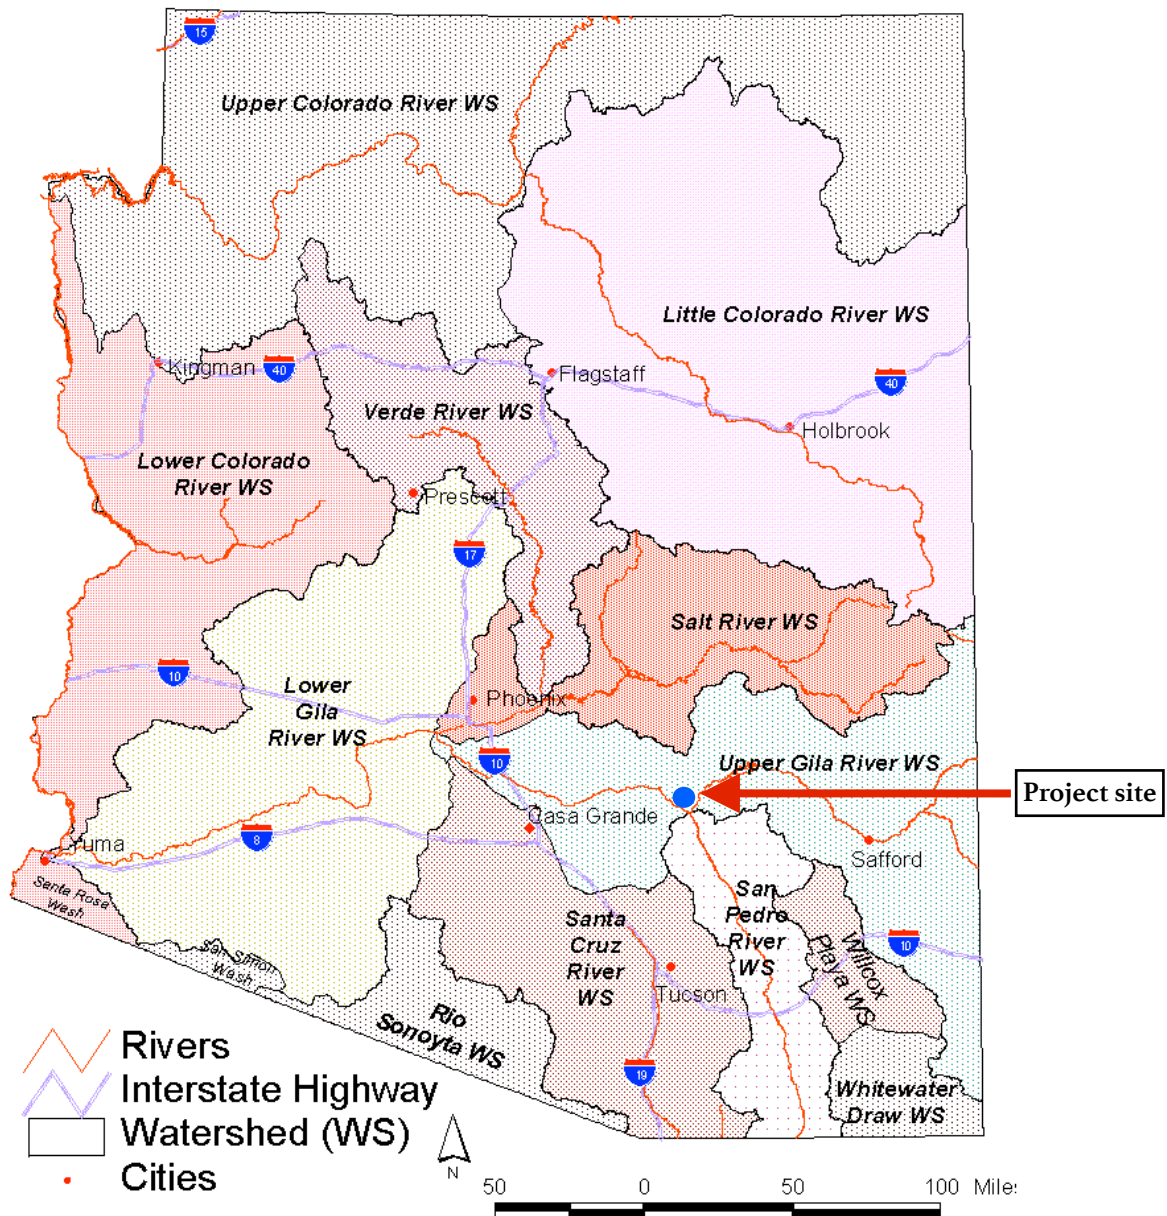 15
Upper Colorado River WS
Little Colorado River WS
Kingman
40
Flagstaff
40
Verde River WS
Holbrook
Lower Colorado
River WS
Prescott
17
Salt River WS
10
Lower
Gila
River WS
Phoenix
10
Upper Gila River WS
Project site
Casa Grande
8
Yuma
Safford
Santa Rosa
Wash
San
Pedro
River
WS
Santa
Cruz
River
WS
Willcox
Playa WS
10
San Simon
Wash
Tucson
Rio
Sonoyta WS
19
Whitewater
Draw WS
Rivers
Interstate Highway
Watershed (WS)
Cities
N
50 0 50 100 Miles